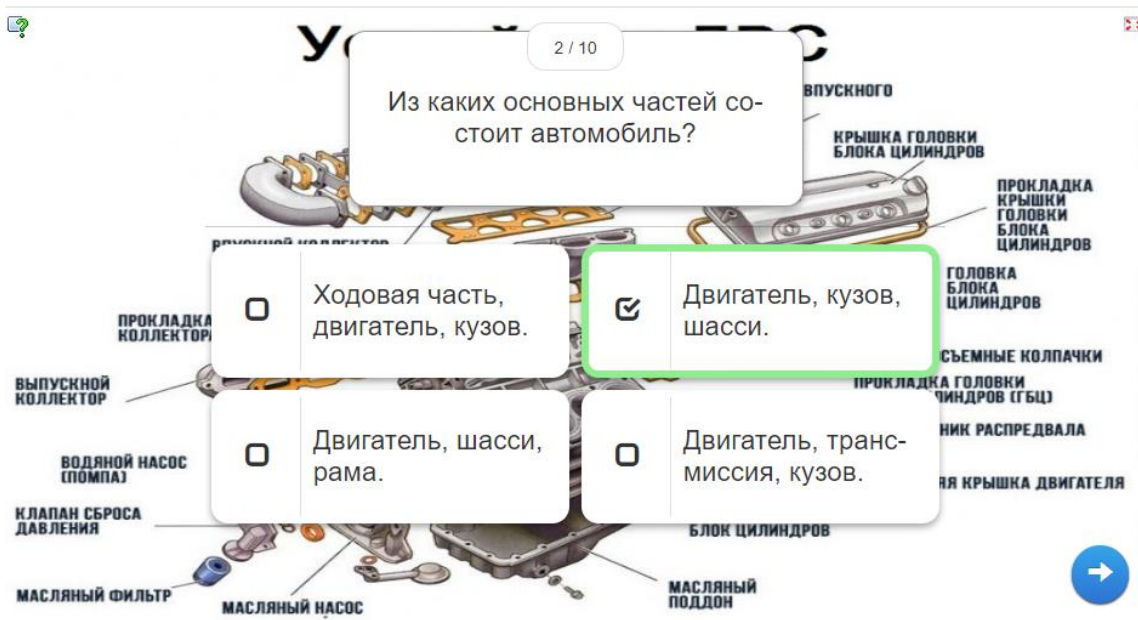 2 / 10
Из каких основных частей со-
стоит автомобиль?
ВПУСКНОГО
КРЫШКА ГОЛОВКИ
БЛОКА ЦИЛИНДРОВ
ПРОКЛАДКА
КРЫШКИ
ГОЛОВКИ
БЛОКА
ЦИЛИНДРОВ
ВПУСКНОЙ КОЛЛЕКТОР
Ходовая часть,
двигатель, кузов.
Двигатель, кузов,
шасси.
ГОЛОВКА
БЛОКА
ЦИЛИНДРОВ
ПРОКЛАДКА
КОЛЛЕКТОР
СЪЕМНЫЕ КОЛПАЧКИ
ВЫПУСКНОЙ
КОЛЛЕКТОР
ПРОКЛАДКА ГОЛОВКИ
(ГБЦ)
Двигатель, шасси,
рама.
Двигатель, транс-
миссия, кузов.
РАСПРЕДВАЛА
ВОДЯНОЙ НАСОС
(ПОМПА)
КРЫШКА ДВИГАТЕЛЯ
КЛАПАН СБРОСА
ДАВЛЕНИЯ
БЛОК ЦИЛИНДРОВ
МАСЛЯНЫЙ ФИЛЬТР
МАСЛЯНЫЙ НАСОС
МАСЛЯНЫЙ
ПОДДОН